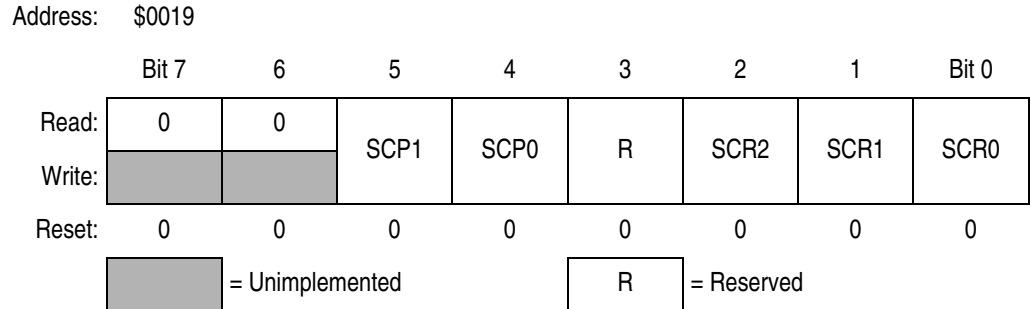 Address: $0019
Bit 7 6 5 4 3 2 1 Bit 0
Read: 0 0 SCP1 SCP0 R SCR2 SCR1 SCR0
Write:
Reset: 0 0 0 0 0 0 0 0
= Unimplemented R = Reserved